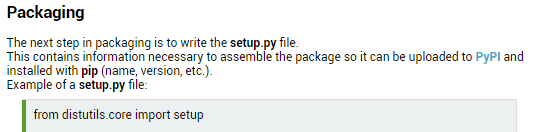 Packaging
The next step in packaging is to write the setup.py file.
This contains information necessary to assemble the package so it can be uploaded to PyPI and
installed with pip (name, version, etc.).
Example of a setup.py file:
from distutils.core import setup